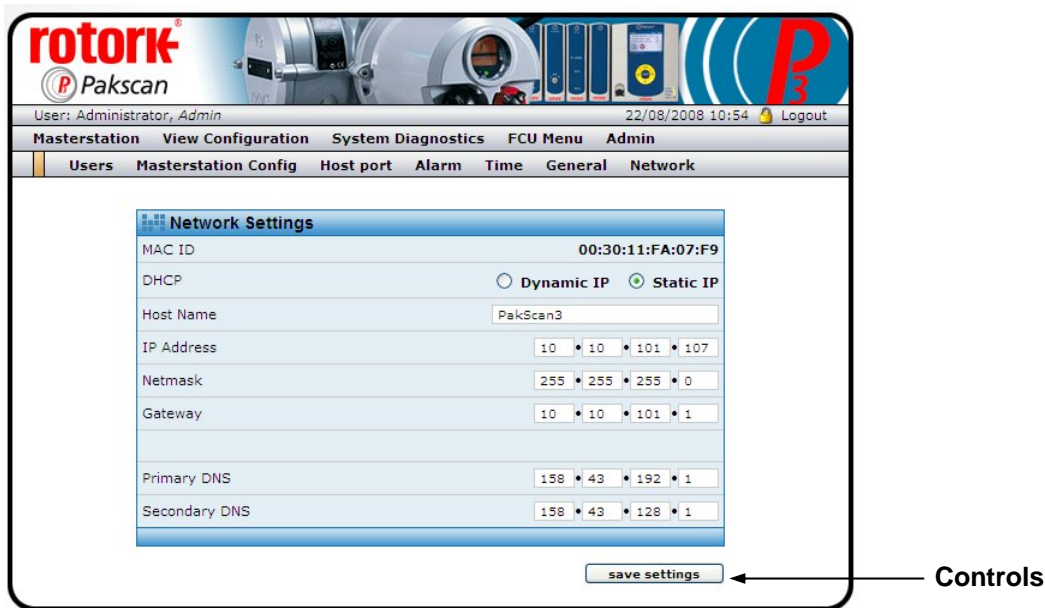 rotork®
P Pakscan
P3
User: Administrator, Admin 22/08/2008 10:54 Logout
Masterstation View Configuration System Diagnostics FCU Menu Admin
Users Masterstation Config Host port Alarm Time General Network
Network Settings
MAC ID 00:30:11:FA:07:F9
DHCP Dynamic IP Static IP
Host Name PakScan3
IP Address 10 • 10 • 101 • 107
Netmask 255 • 255 • 255 • 0
Gateway 10 • 10 • 101 • 1
Primary DNS 158 • 43 • 192 • 1
Secondary DNS 158 • 43 • 128 • 1
save settings
Controls